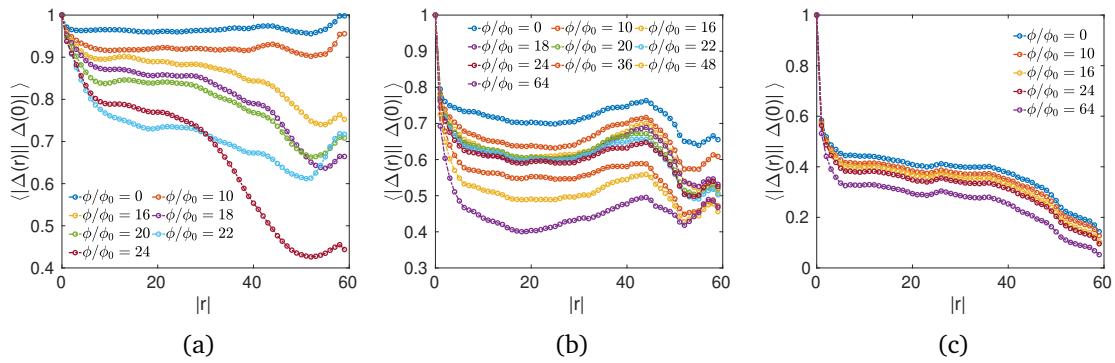 1
0.9
0.8
0.7
0.6
0.5
0.4
0 20 40 60
|r|
⟨|Δ(r)|| Δ(0)|| ⟩
ϕ/ϕ₀ = 0 ϕ/ϕ₀ = 10
ϕ/ϕ₀ = 16 ϕ/ϕ₀ = 18
ϕ/ϕ₀ = 20 ϕ/ϕ₀ = 22
ϕ/ϕ₀ = 24
(a)
1
0.9
0.8
0.7
0.6
0.5
0.4
0.3
0 20 40 60
|r|
⟨|Δ(r)|| Δ(0)|| ⟩
ϕ/ϕ₀ = 0 ϕ/ϕ₀ = 10 ϕ/ϕ₀ = 16
ϕ/ϕ₀ = 18 ϕ/ϕ₀ = 20 ϕ/ϕ₀ = 22
ϕ/ϕ₀ = 24 ϕ/ϕ₀ = 36 ϕ/ϕ₀ = 48
ϕ/ϕ₀ = 64
(b)
1
0.8
0.6
0.4
0.2
0
0 20 40 60
|r|
⟨|Δ(r)|| Δ(0)|| ⟩
ϕ/ϕ₀ = 0
ϕ/ϕ₀ = 10
ϕ/ϕ₀ = 16
ϕ/ϕ₀ = 24
ϕ/ϕ₀ = 64
(c)